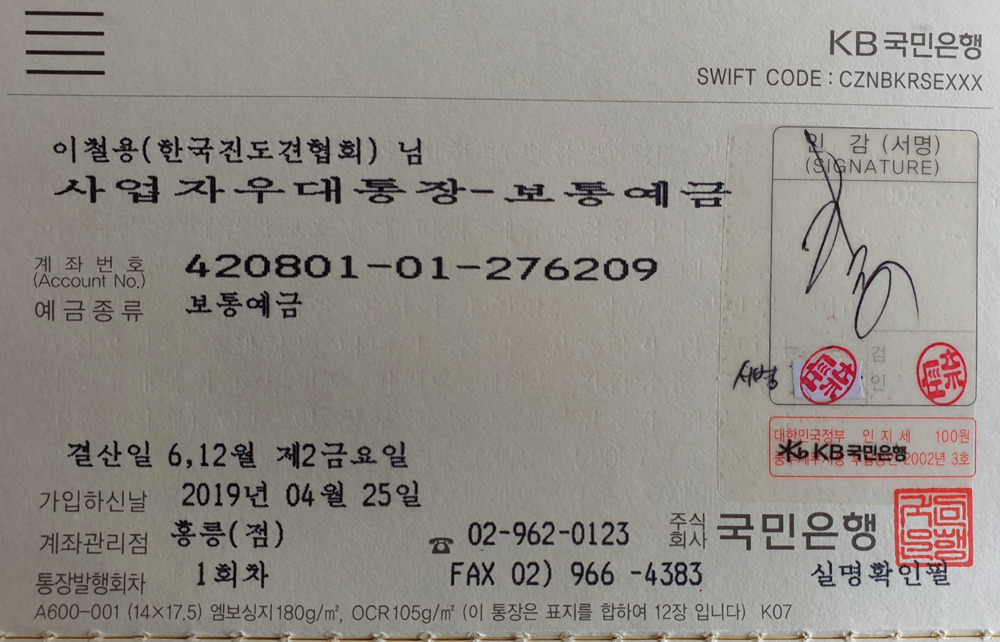 KB국민은행
SWIFT CODE : CZNBKRSEXXX
이철용(한국진도견협회) 님
사업자우대통장-보통예금
인 감 (서명)
(SIGNATURE)
계 좌 번 호 420801-01-276209
(Account No.)
예금종류 보통예금
검
인
서명
대한민국정부 인 지 세 100원
KB국민은행
2002년 3호
결산일 6,12월 제2금요일
가입하신날 2019년 04월 25일
계좌관리점 홍릉(점) ☎ 02-962-0123
주식회사 국민은행
통장발행회차 1회차 FAX 02) 966 -4383
실명확인필
A600-001 (14×17.5) 엠보싱지180g/㎡, OCR105g/㎡ (이 통장은 표지를 합하여 12장 입니다) K07